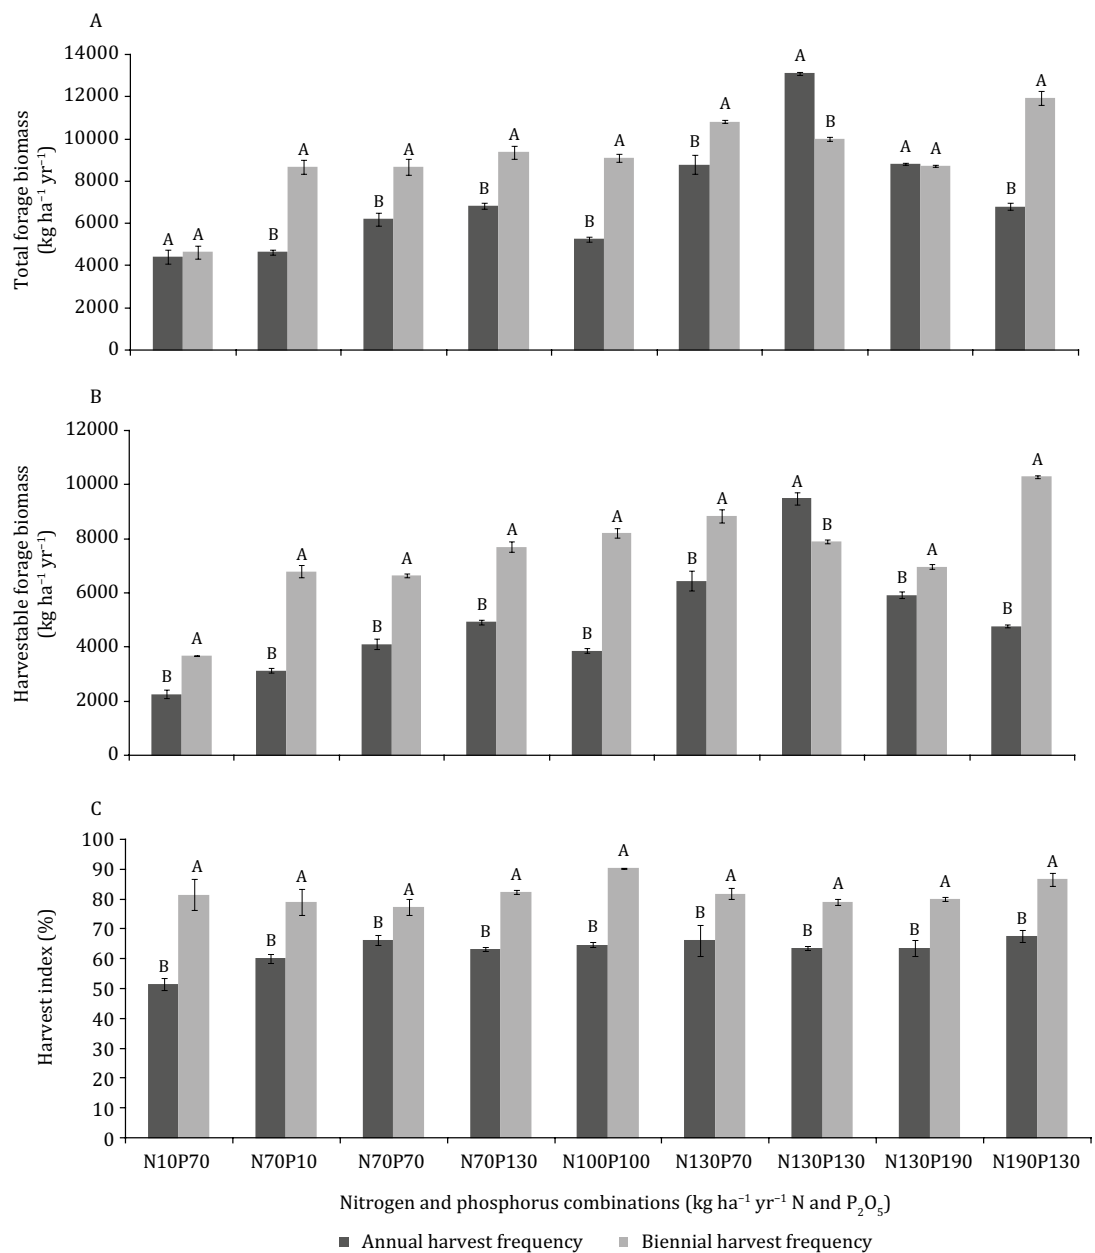 A
Total forage biomass
(kg ha⁻¹ yr⁻¹)
14000
12000
10000
8000
6000
4000
2000
0
A A B A B A B A B A B A A B A A B A
B
Harvestable forage biomass
(kg ha⁻¹ yr⁻¹)
12000
10000
8000
6000
4000
2000
0
B A B A B A B A B A B A A B B A B A
C
Harvest index (%)
100
90
80
70
60
50
40
30
20
10
0
B A B A B A B A B A B A B A B A B A
N10P70 N70P10 N70P70 N70P130 N100P100 N130P70 N130P130 N130P190 N190P130
Nitrogen and phosphorus combinations (kg ha⁻¹ yr⁻¹ N and P₂O₅)
Annual harvest frequency Biennial harvest frequency